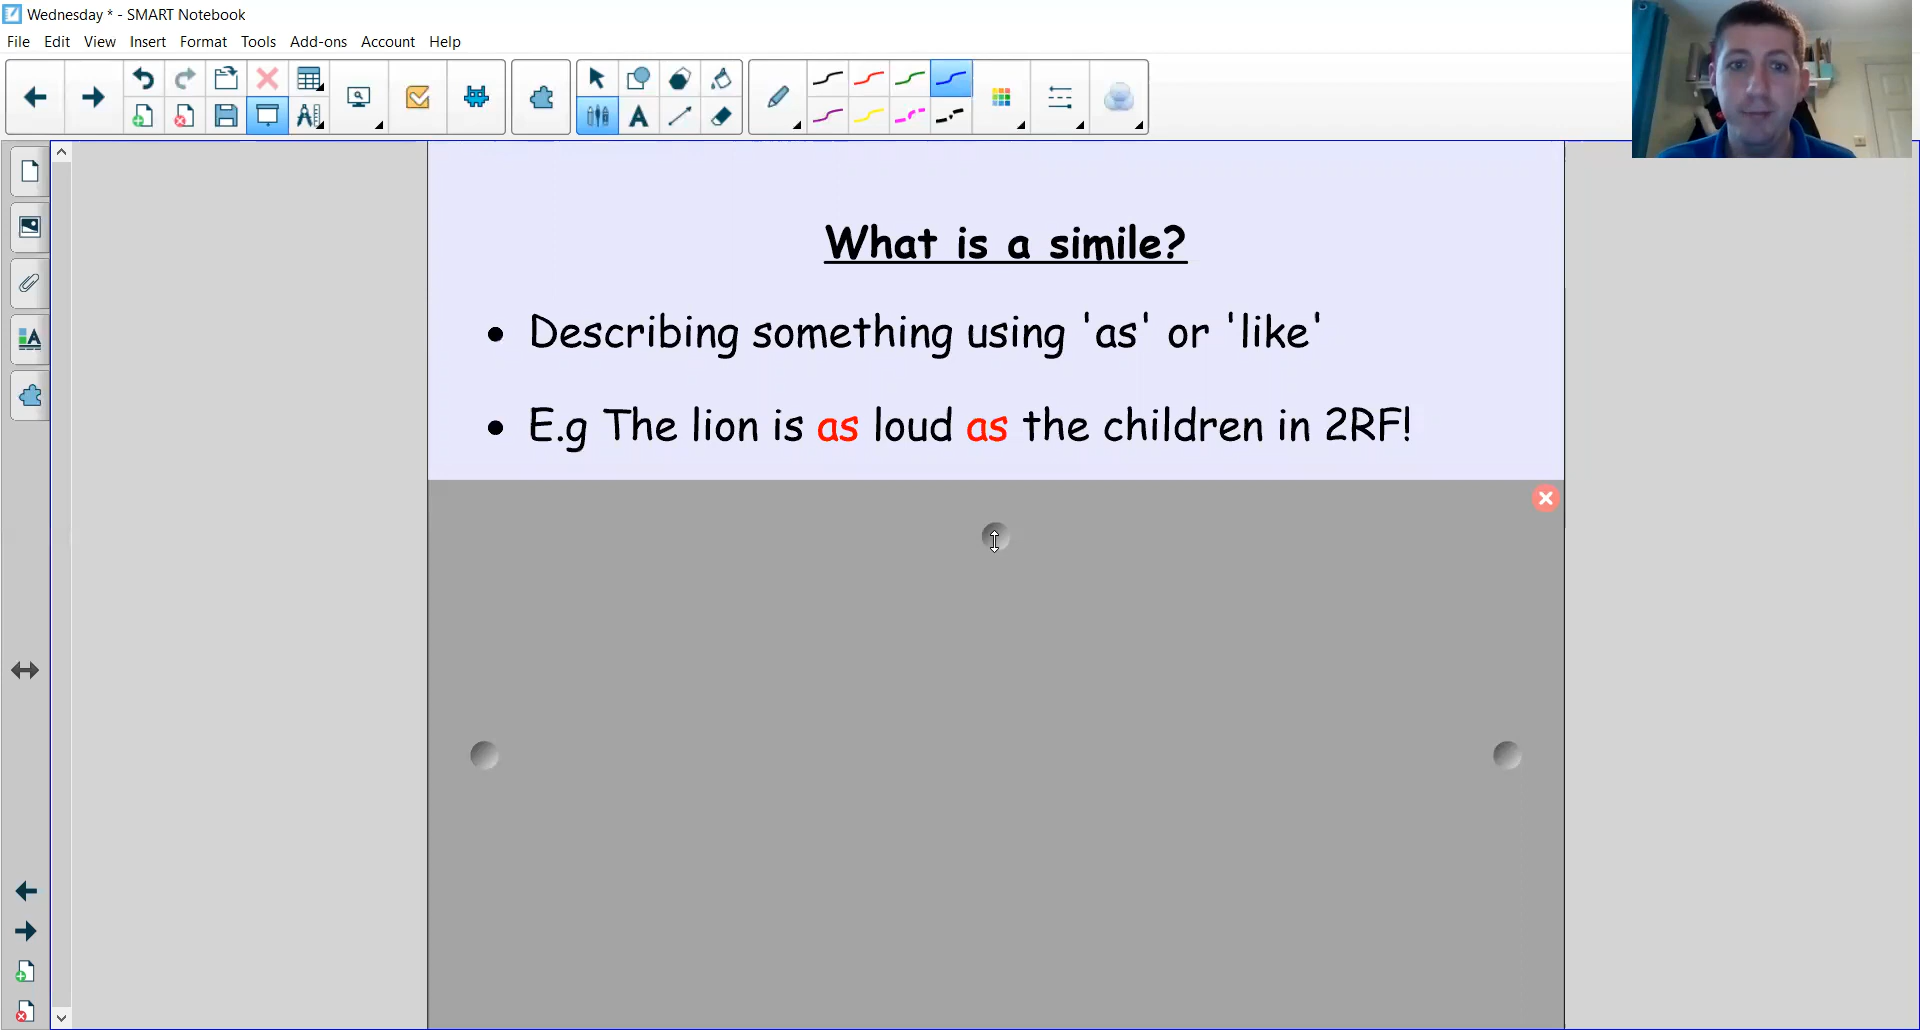 Wednesday * - SMART Notebook
File Edit View Insert Format Tools Add-ons Account Help
What is a simile?
• Describing something using 'as' or 'like'
• E.g The lion is as loud as the children in 2RF!